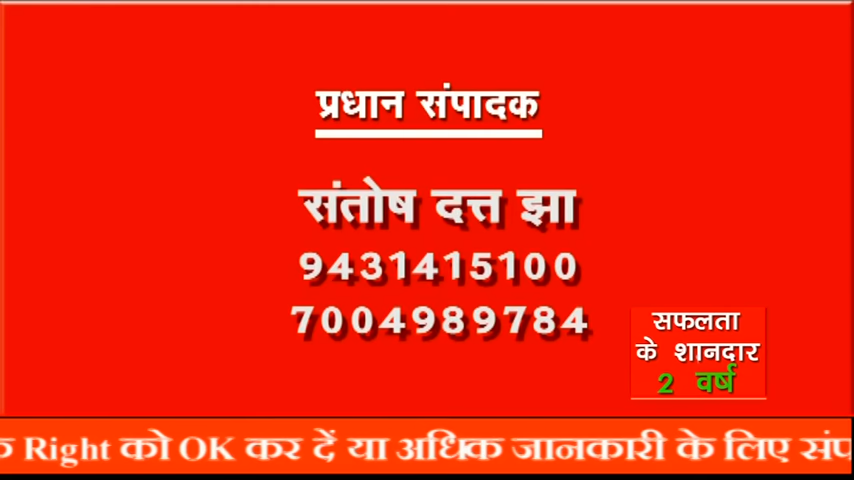 प्रधान संपादक
संतोष दत्त झा
9431415100
7004989784
सफलता
के शानदार
2 वर्ष
Right को OK कर दें या अधिक जानकारी के लिए